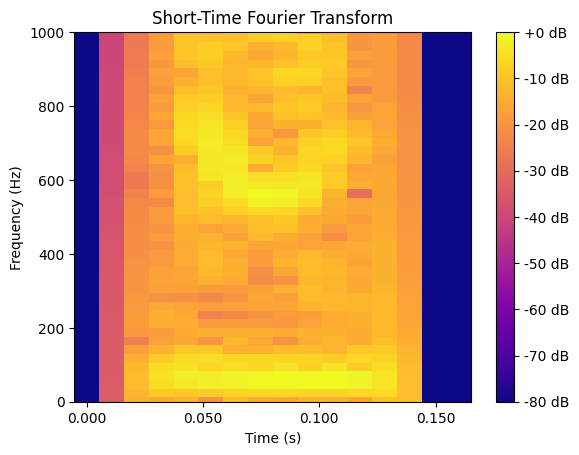 Short-Time Fourier Transform
Frequency (Hz)
1000
800
600
400
200
0
0.000
0.050
0.100
0.150
Time (s)
+0 dB
-10 dB
-20 dB
-30 dB
-40 dB
-50 dB
-60 dB
-70 dB
-80 dB